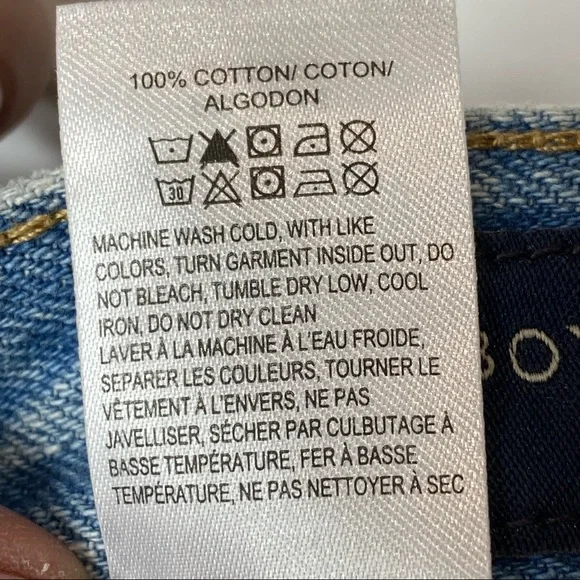 100% COTTON/ COTON/
ALGODON
30
MACHINE WASH COLD, WITH LIKE
COLORS, TURN GARMENT INSIDE OUT, DO
NOT BLEACH, TUMBLE DRY LOW, COOL
IRON, DO NOT DRY CLEAN
LAVER À LA MACHINE À L'EAU FROIDE,
SÉPARER LES COULEURS, TOURNER LE
VÊTEMENT À L'ENVERS, NE PAS
JAVELLISER, SÉCHER PAR CULBUTAGE À
BASSE TEMPÉRATURE, FER À BASSE
TEMPÉRATURE, NE PAS NETTOYER À SEC